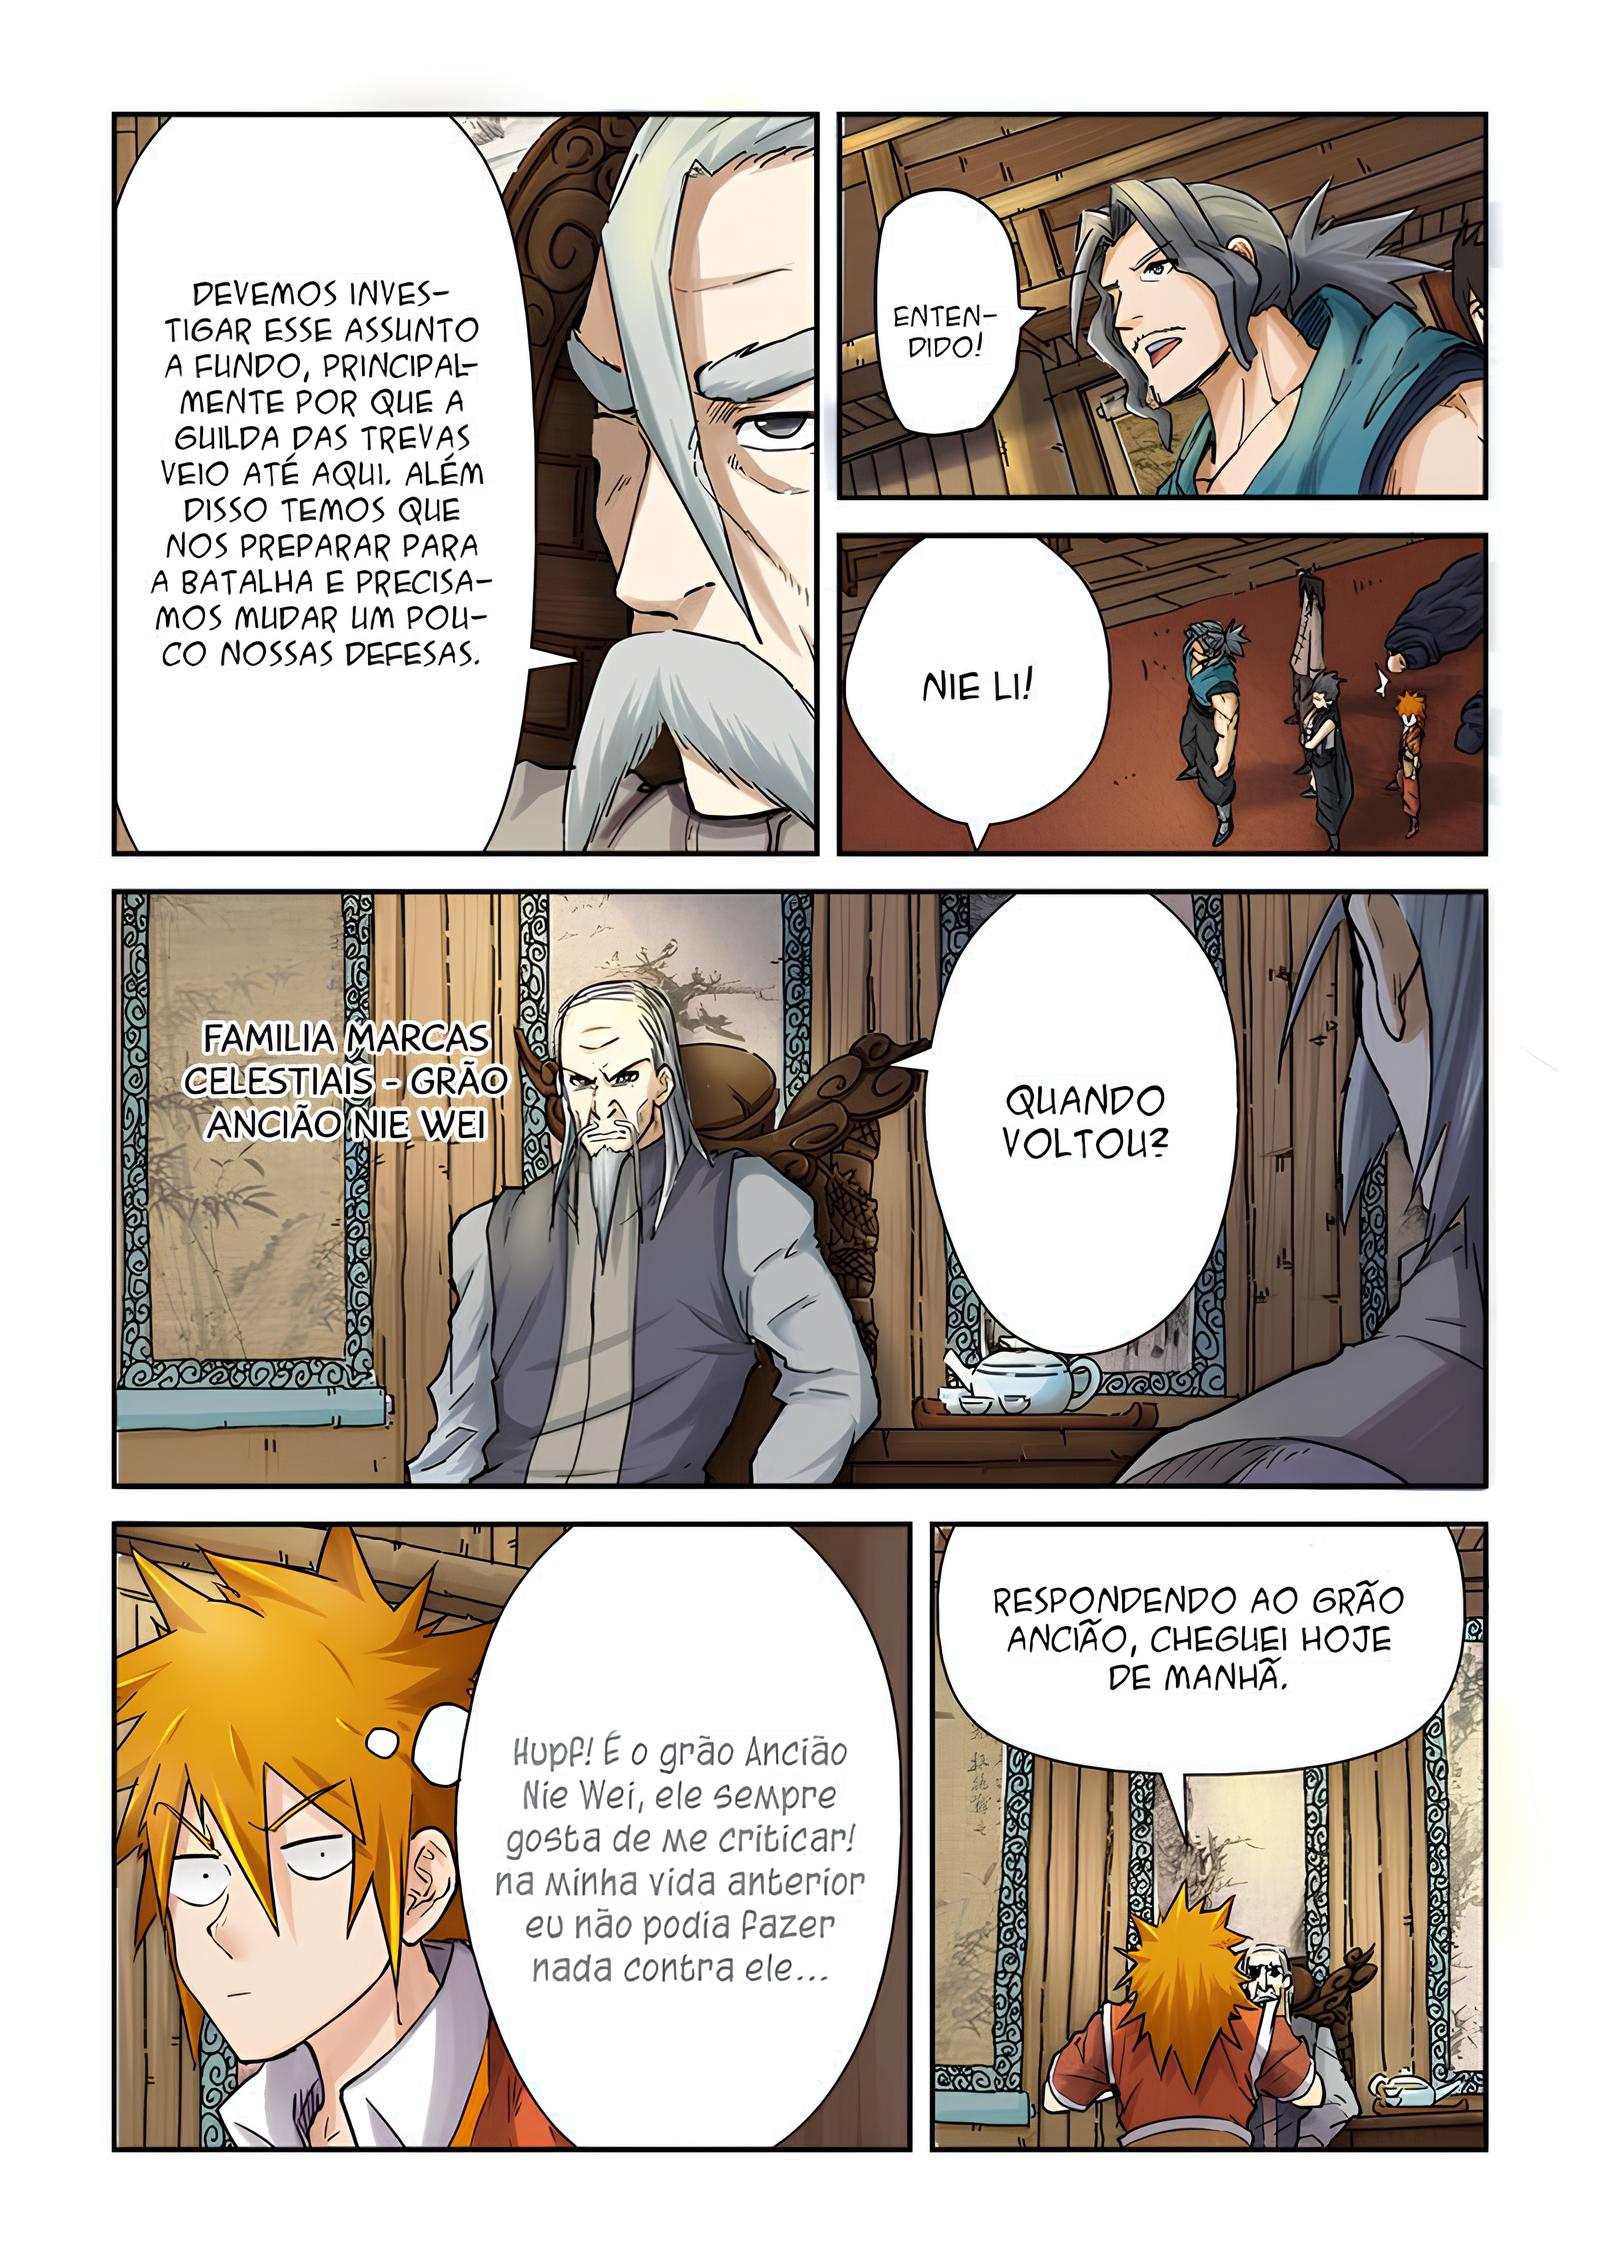 DEVEMOS INVES-
TIGAR ESSE ASSUNTO
A FUNDO, PRINCIPAL-
MENTE POR QUE A
GUILDA DAS TREVAS
VEIO ATÉ AQUI. ALÉM
DISSO TEMOS QUE
NOS PREPARAR PARA
A BATALHA E PRECISA-
MOS MUDAR UM POU-
CO NOSSAS DEFESAS.
ENTEN-
DIDO!
NIE LI!
FAMILIA MARCAS
CELESTIAIS - GRÃO
ANCIÃO NIE WEI
QUANDO
VOLTOU?
Hupf! É o grão Ancião
Nie Wei, ele sempre
gosta de me criticar!
na minha vida anterior
eu não podia fazer
nada contra ele...
RESPONDENDO AO GRÃO
ANCIÃO, CHEGUEI HOJE
DE MANHÃ.